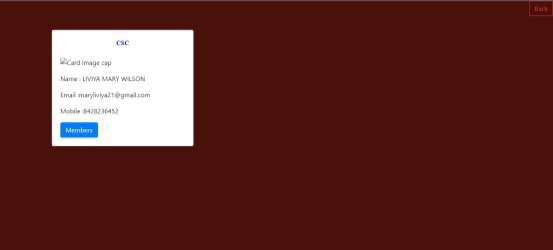 Back
CSC
Card image cap
Name : LIVIYA MARY WILSON
Email :maryliviya21@gmail.com
Mobile :8428236452
Members